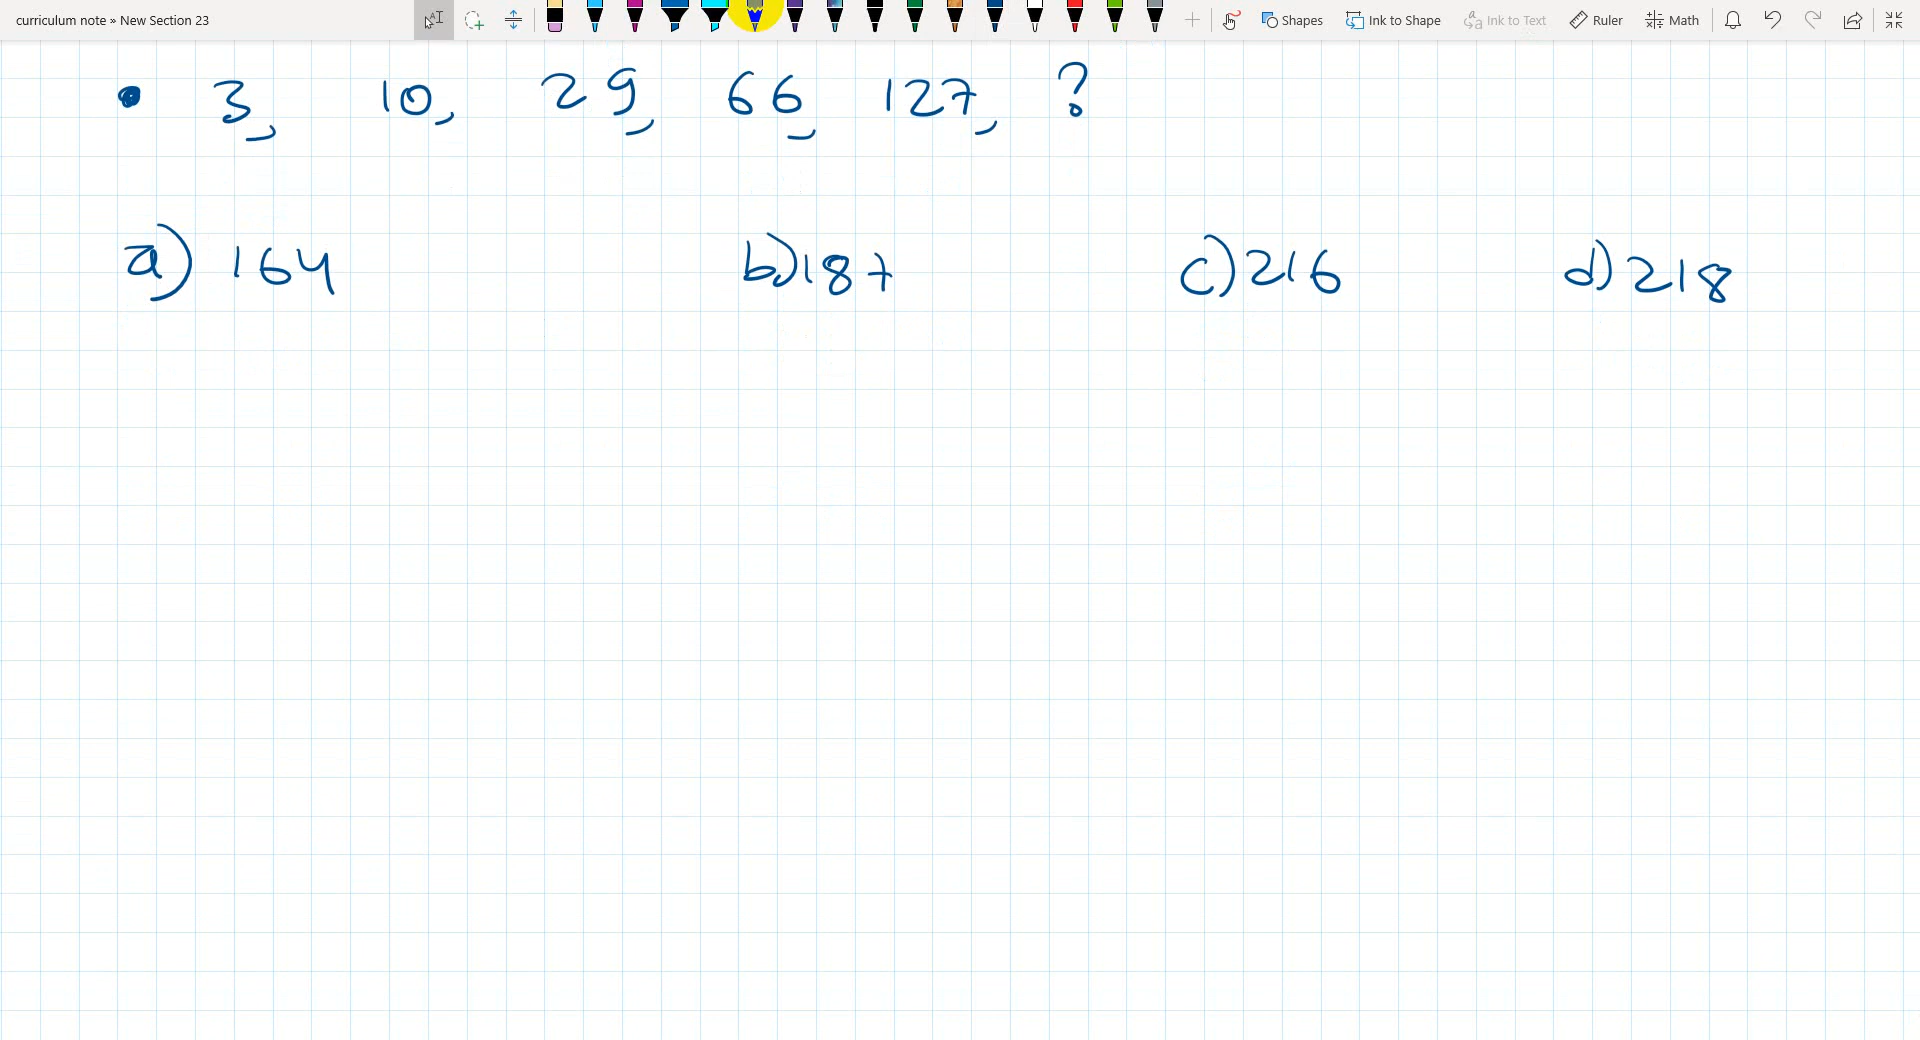 curriculum note » New Section 23 Shapes Ink to Shape Ink to Text Ruler Math
• 3, 10, 29, 66, 127, ?
a) 164 b) 187 c) 216 d) 218